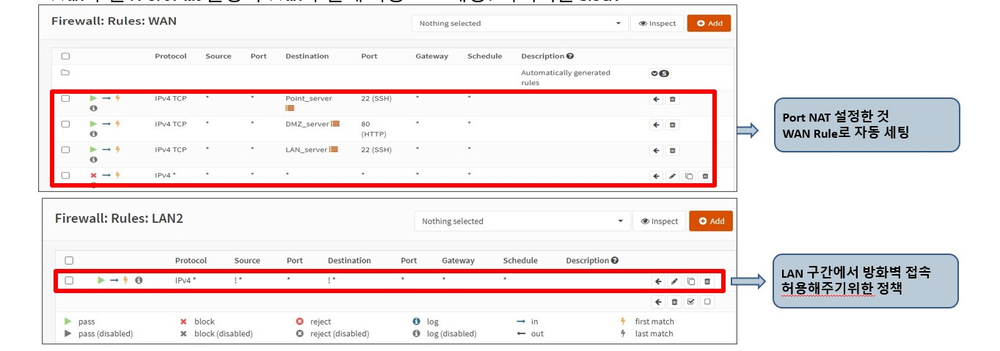 Firewall: Rules: WAN
Nothing selected Inspect Add
Protocol Source Port Destination Port Gateway Schedule Description
Automatically generated 5
rules
IPv4 TCP * * Point_server 22 (SSH) * *
IPv4 TCP * * DMZ_server 80 * *
(HTTP)
IPv4 TCP * * LAN_server 22 (SSH) * *
IPv4 * * * * * * *
Port NAT 설정한 것
WAN Rule로 자동 세팅
Firewall: Rules: LAN2
Nothing selected Inspect Add
Protocol Source Port Destination Port Gateway Schedule Description
IPv4 * ! * * ! * * * *
LAN 구간에서 방화벽 접속
허용해주기위한 정책
pass block reject log in first match
pass (disabled) block (disabled) reject (disabled) log (disabled) out last match